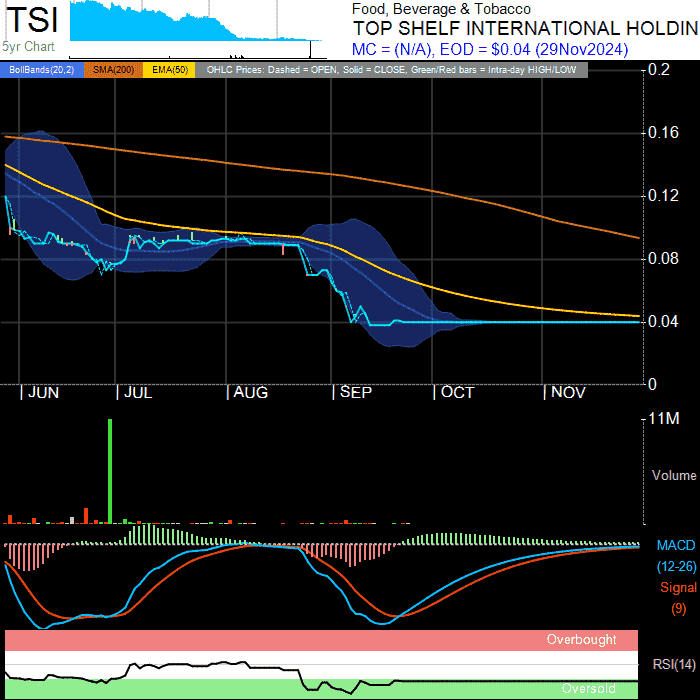 TSI
5yr Chart
Food, Beverage & Tobacco
TOP SHELF INTERNATIONAL HOLDIN
MC = (N/A), EOD = $0.04 (29Nov2024)
BollBands(20,2) SMA(200) EMA(50) OHLC Prices: Dashed = OPEN, Solid = CLOSE, Green/Red bars = Intra-day HIGH/LOW
0.2
0.16
0.12
0.08
0.04
0
JUN JUL AUG SEP OCT NOV
11M
Volume
MACD
(12-26)
Signal
(9)
Overbought
RSI(14)
Oversold